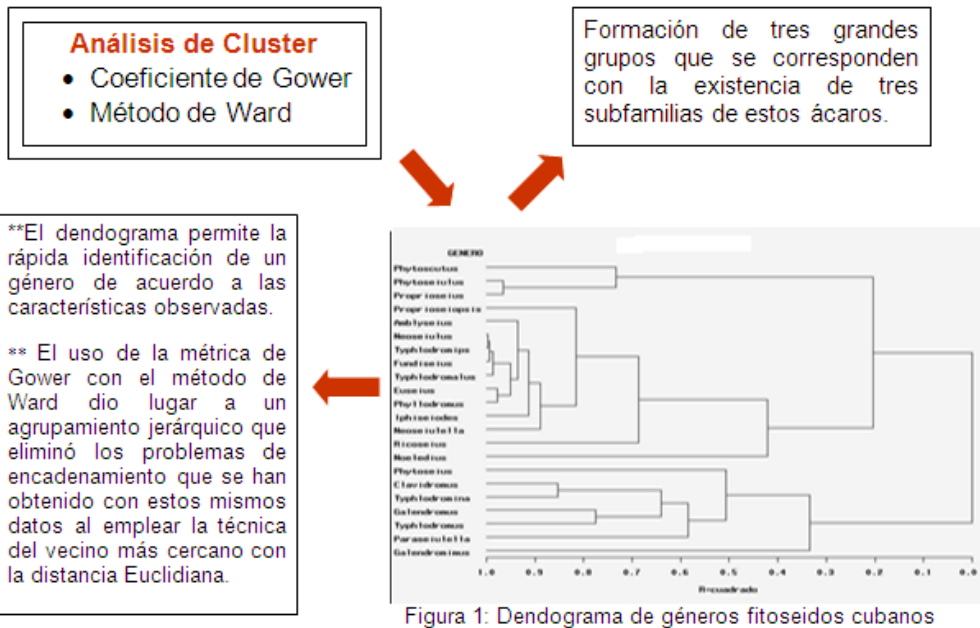 Análisis de Cluster
• Coeficiente de Gower
• Método de Ward
Formación de tres grandes
grupos que se corresponden
con la existencia de tres
subfamilias de estos ácaros.
**El dendograma permite la
rápida identificación de un
género de acuerdo a las
características observadas.
** El uso de la métrica de
Gower con el método de
Ward dio lugar a un
agrupamiento jerárquico que
eliminó los problemas de
encadenamiento que se han
obtenido con estos mismos
datos al emplear la técnica
del vecino más cercano con
la distancia Euclidiana.
GENERO
Phytoscutus
Phytoseiulus
Proprioseius
Proprioseiopsis
Amblyseius
Neoseiulus
Typhlodromips
Fundiseius
Typhlodromalus
Euseius
Phyllodromus
Iphiseiodes
Neoseiulella
Ricoseius
Noeledius
Phytoseius
Clavidromus
Typhlodromina
Galendromus
Typhlodromus
Paraseiulella
Galendromimus
1.0 0.9 0.8 0.7 0.6 0.5 0.4 0.3 0.2 0.1 0.0
R-cuadrado
Figura 1: Dendograma de géneros fitoseidos cubanos